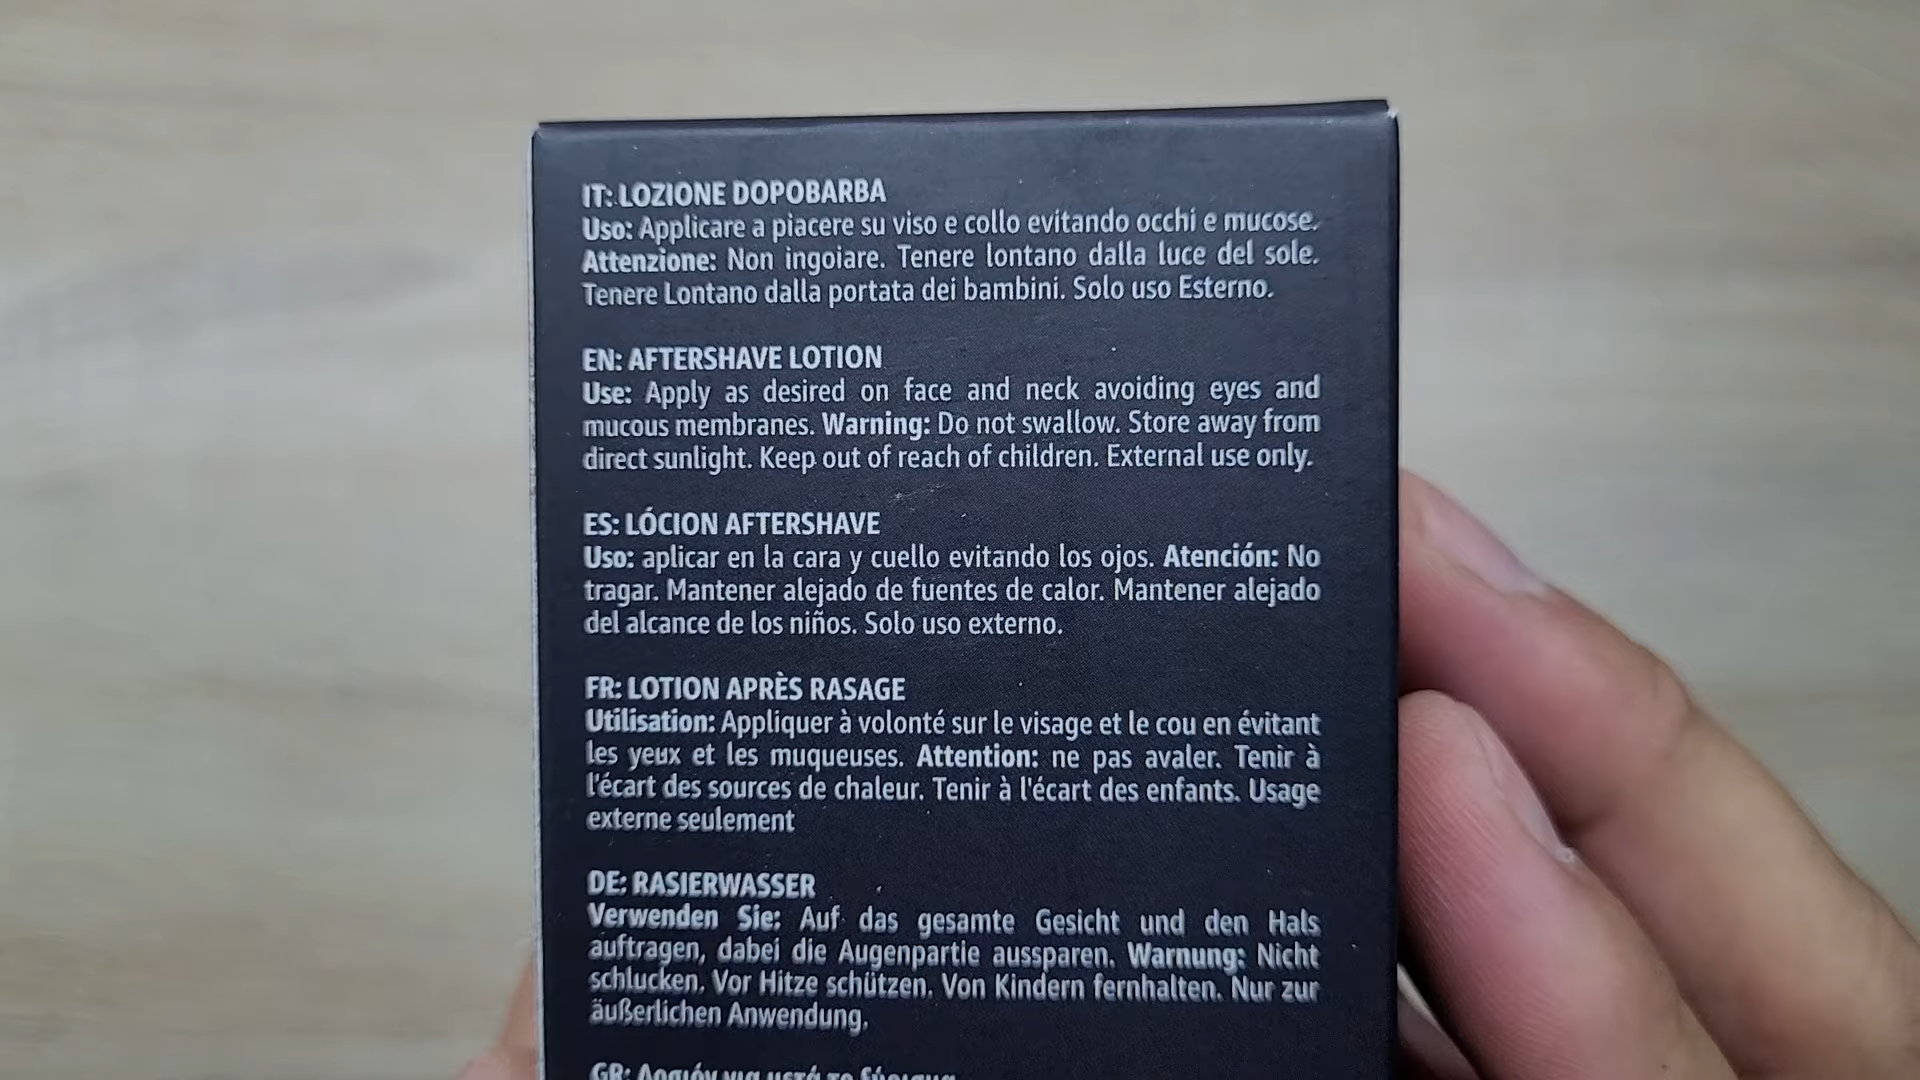 IT: LOZIONE DOPOBARBA
Uso: Applicare a piacere su viso e collo evitando occhi e mucose.
Attenzione: Non ingoiare. Tenere lontano dalla luce del sole.
Tenere Lontano dalla portata dei bambini. Solo uso Esterno.
EN: AFTERSHAVE LOTION
Use: Apply as desired on face and neck avoiding eyes and
mucous membranes. Warning: Do not swallow. Store away from
direct sunlight. Keep out of reach of children. External use only.
ES: LÓCION AFTERSHAVE
Uso: aplicar en la cara y cuello evitando los ojos. Atención: No
tragar. Mantener alejado de fuentes de calor. Mantener alejado
del alcance de los niños. Solo uso externo.
FR: LOTION APRÈS RASAGE
Utilisation: Appliquer à volonté sur le visage et le cou en évitant
les yeux et les muqueuses. Attention: ne pas avaler. Tenir à
l'écart des sources de chaleur. Tenir à l'écart des enfants. Usage
externe seulement
DE: RASIERWASSER
Verwenden Sie: Auf das gesamte Gesicht und den Hals
auftragen, dabei die Augenpartie aussparen. Warnung: Nicht
schlucken. Vor Hitze schützen. Von Kindern fernhalten. Nur zur
äußerlichen Anwendung.
GR: Λοσιόν για μετά το ξύρισμα